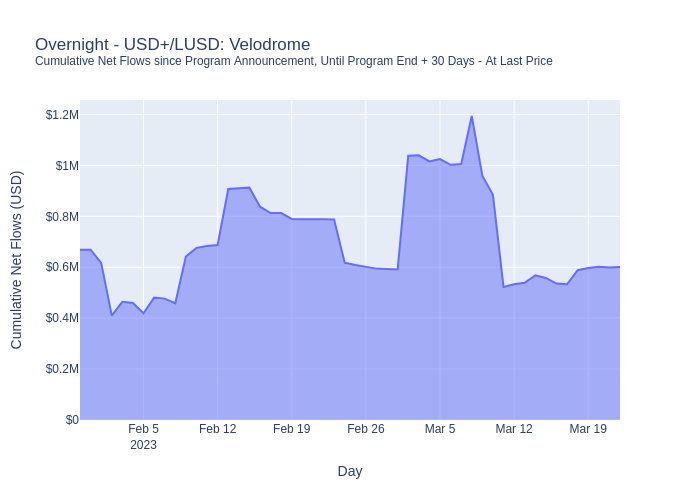 Overnight - USD+/LUSD: Velodrome
Cumulative Net Flows since Program Announcement, Until Program End + 30 Days - At Last Price
Cumulative Net Flows (USD)
$1.2M
$1M
$0.8M
$0.6M
$0.4M
$0.2M
$0
Feb 5 Feb 12 Feb 19 Feb 26 Mar 5 Mar 12 Mar 19
2023
Day